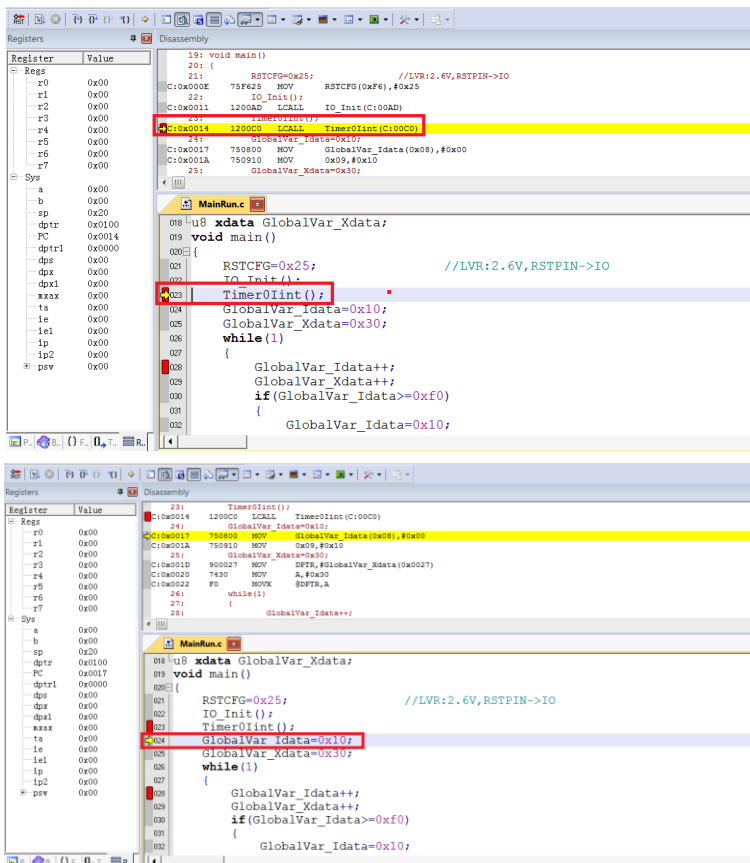 Registers
Register Value
Regs
r0 0x00
r1 0x00
r2 0x00
r3 0x00
r4 0x00
r5 0x00
r6 0x00
r7 0x00
Sys
a 0x00
b 0x00
sp 0x20
dptr 0x0100
PC 0x0014
dptr1 0x0000
dps 0x00
dpx 0x00
dpx1 0x00
mxax 0x00
ta 0x00
ie 0x00
ie1 0x00
ip 0x00
ip2 0x00
psw 0x00
P.. B.. {} F.. T.. R..
Disassembly
19: void main()
20: {
21: RSTCFG=0x25; //LVR:2.6V,RSTPIN->IO
C:0x000E 75F625 MOV RSTCFG(0xF6),#0x25
22: IO_Init();
C:0x0011 1200AD LCALL IO_Init(C:00AD)
23: Timer0Iint();
C:0x0014 1200C0 LCALL Timer0Iint(C:00C0)
24: GlobalVar_Idata=0x10;
C:0x0017 750800 MOV GlobalVar_Idata(0x08),#0x00
C:0x001A 750910 MOV 0x09,#0x10
25: GlobalVar_Xdata=0x30;
MainRun.c
018 u8 xdata GlobalVar_Xdata;
019 void main()
020 {
021 RSTCFG=0x25; //LVR:2.6V,RSTPIN->IO
022 IO_Init();
023 Timer0Iint();
024 GlobalVar_Idata=0x10;
025 GlobalVar_Xdata=0x30;
026 while(1)
027 {
028 GlobalVar_Idata++;
029 GlobalVar_Xdata++;
030 if(GlobalVar_Idata>=0xf0)
031 {
032 GlobalVar_Idata=0x10;
Registers
Register Value
Regs
r0 0x00
r1 0x00
r2 0x00
r3 0x00
r4 0x00
r5 0x00
r6 0x00
r7 0x00
Sys
a 0x00
b 0x00
sp 0x20
dptr 0x0100
PC 0x0017
dptr1 0x0000
dps 0x00
dpx 0x00
dpx1 0x00
mxax 0x00
ta 0x00
ie 0x00
ie1 0x00
ip 0x00
ip2 0x00
psw 0x00
Disassembly
23: Timer0Iint();
C:0x0014 1200C0 LCALL Timer0Iint(C:00C0)
24: GlobalVar_Idata=0x10;
C:0x0017 750800 MOV GlobalVar_Idata(0x08),#0x00
C:0x001A 750910 MOV 0x09,#0x10
25: GlobalVar_Xdata=0x30;
C:0x001D 900027 MOV DPTR,#GlobalVar_Xdata(0x0027)
C:0x0020 7430 MOV A,#0x30
C:0x0022 F0 MOVX @DPTR,A
26: while(1)
27: {
28: GlobalVar_Idata++;
MainRun.c
018 u8 xdata GlobalVar_Xdata;
019 void main()
020 {
021 RSTCFG=0x25; //LVR:2.6V,RSTPIN->IO
022 IO_Init();
023 Timer0Iint();
024 GlobalVar_Idata=0x10;
025 GlobalVar_Xdata=0x30;
026 while(1)
027 {
028 GlobalVar_Idata++;
029 GlobalVar_Xdata++;
030 if(GlobalVar_Idata>=0xf0)
031 {
032 GlobalVar_Idata=0x10;